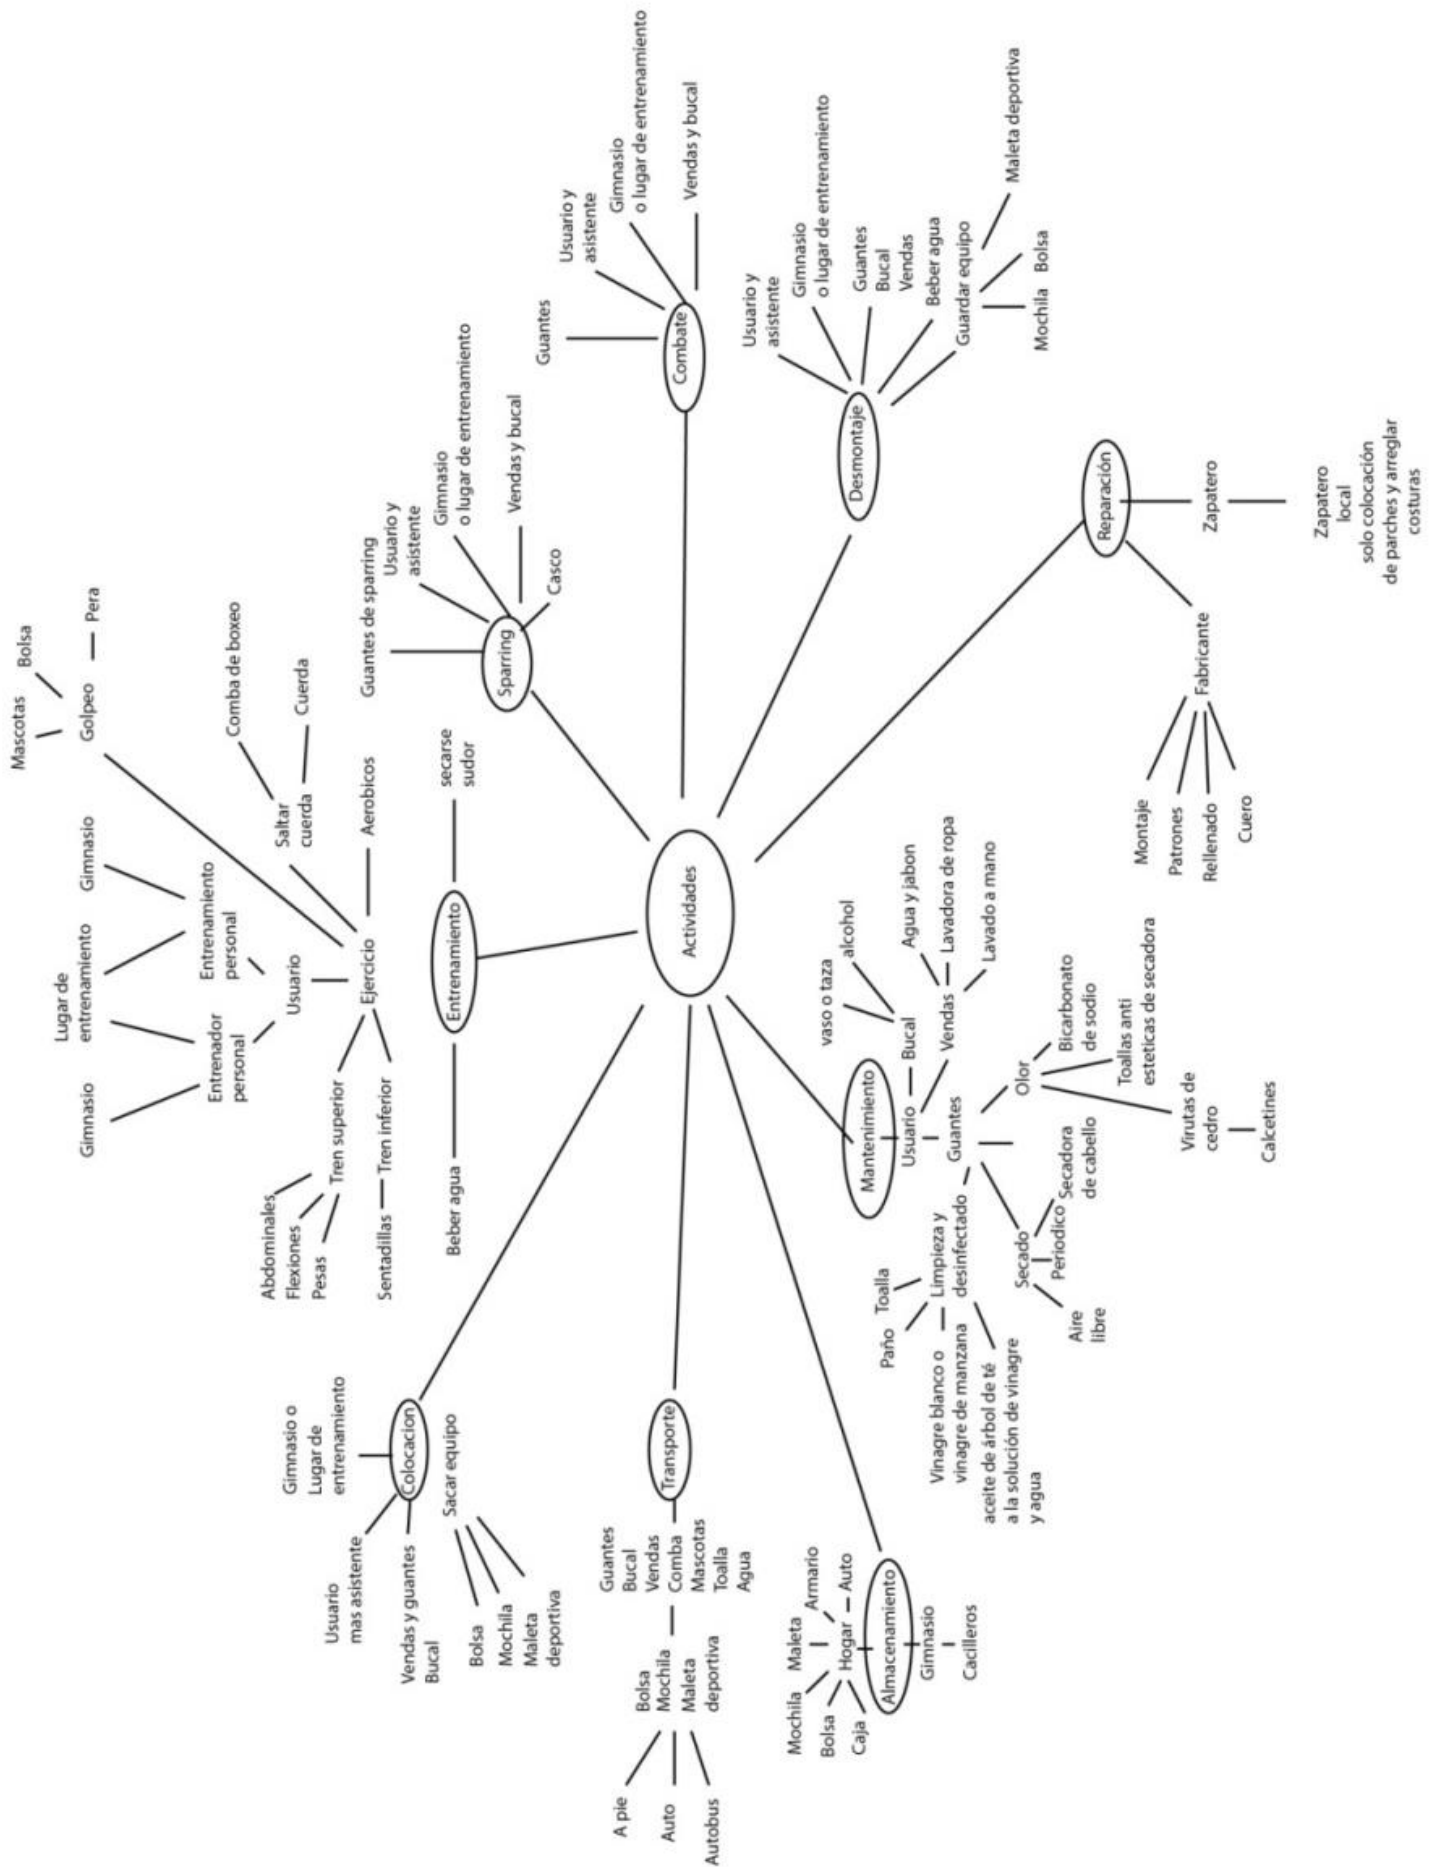 Mascotas
Bolsa
Golpeo
Pera
Gimnasio
Lugar de
entrenamiento
Gimnasio
Entrenador
personal
Entrenamiento
personal
Usuario
Comba de boxeo
Saltar
cuerda
Cuerda
Abdominales
Flexiones
Pesas
Tren superior
Ejercicio
Aerobicos
Sentadillas
Tren inferior
Beber agua
Entrenamiento
secarse
sudor
Guantes de sparring
Usuario y
asistente
Gimnasio
o lugar de entrenamiento
Vendas y bucal
Casco
Sparring
Gimnasio o
Lugar de
entrenamiento
Usuario
mas asistente
Colocacion
Vendas y guantes
Bucal
Sacar equipo
Bolsa
Mochila
Maleta
deportiva
Guantes
Usuario y
asistente
Gimnasio
o lugar de entrenamiento
Vendas y bucal
Combate
Actividades
Transporte
Guantes
Bucal
Vendas
Comba
Mascotas
Toalla
Agua
Bolsa
Mochila
Maleta
deportiva
A pie
Auto
Autobus
Usuario y
asistente
Gimnasio
o lugar de entrenamiento
Guantes
Bucal
Vendas
Beber agua
Guardar equipo
Maleta deportiva
Mochila
Bolsa
Desmontaje
Mochila
Maleta
Armario
Bolsa
Hogar
Auto
Caja
Almacenamiento
Gimnasio
Cacilleros
vaso o taza
alcohol
Mantenimiento
Usuario
Bucal
Agua y jabon
Vendas
Lavadora de ropa
Lavado a mano
Guantes
Paño
Toalla
Limpieza y
desinfectado
Vinagre blanco o
vinagre de manzana
aceite de árbol de té
a la solución de vinagre
y agua
Olor
Bicarbonato
de sodio
Toallas anti
esteticas de secadora
Virutas de
cedro
Calcetines
Secado
Secadora
de cabello
Periodico
Aire
libre
Reparación
Fabricante
Montaje
Patrones
Rellenado
Cuero
Zapatero
Zapatero
local
solo colocación
de parches y arreglar
costuras